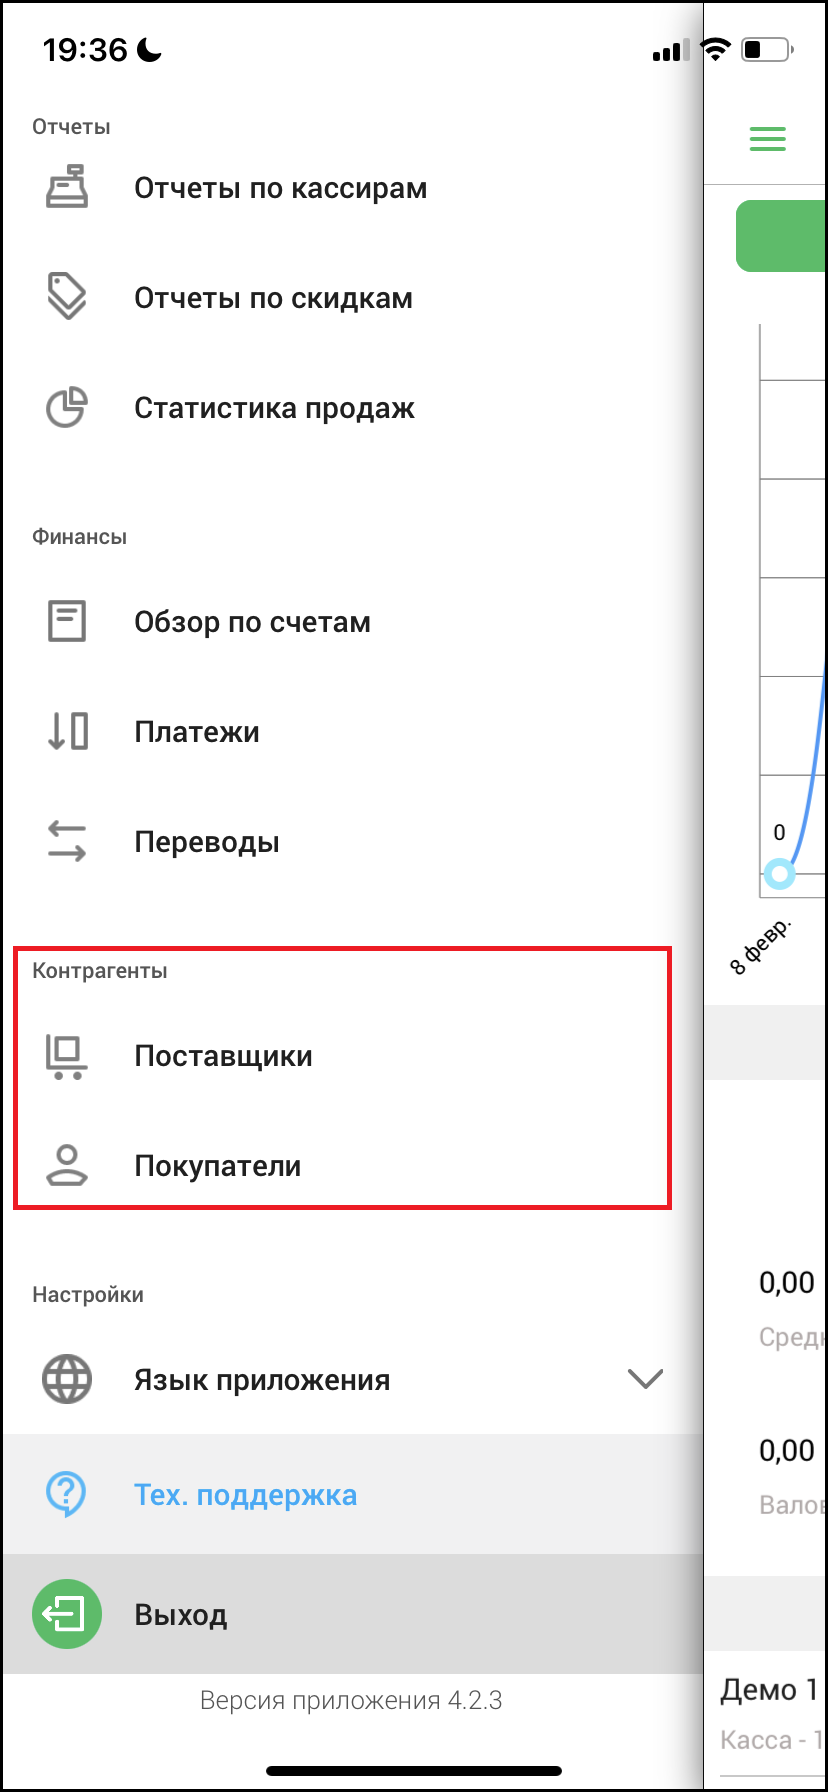 19:36
Отчеты
Отчеты по кассирам
Отчеты по скидкам
Статистика продаж
Финансы
Обзор по счетам
Платежи
Переводы
Контрагенты
Поставщики
Покупатели
Настройки
Язык приложения
Тех. поддержка
Выход
Версия приложения 4.2.3
0
8 февр.
0,00
0,00
Демо 1
Касса - 1